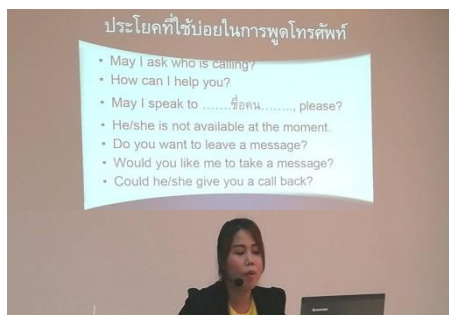 ประโยคที่ใช้บ่อยในการพูดโทรศัพท์
• May I ask who is calling?
• How can I help you?
• May I speak to .......ชื่อคน........, please?
• He/she is not available at the moment.
• Do you want to leave a message?
• Would you like me to take a message?
• Could he/she give you a call back?